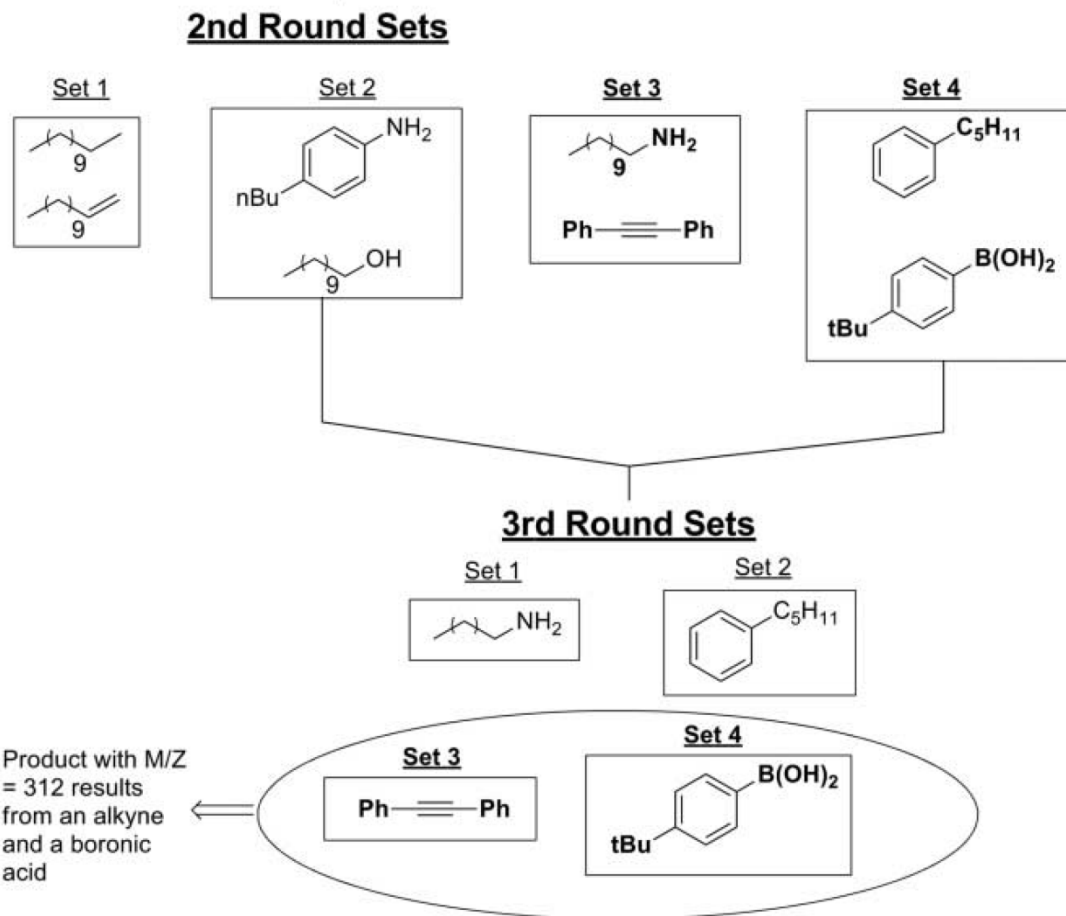 2nd Round Sets
Set 1
Set 2
Set 3
Set 4
9
9
NH2
nBu
OH
9
NH2
9
Ph
Ph
C5H11
B(OH)2
tBu
3rd Round Sets
Set 1
Set 2
NH2
C5H11
Product with M/Z
= 312 results
from an alkyne
and a boronic
acid
Set 3
Ph
Ph
Set 4
B(OH)2
tBu